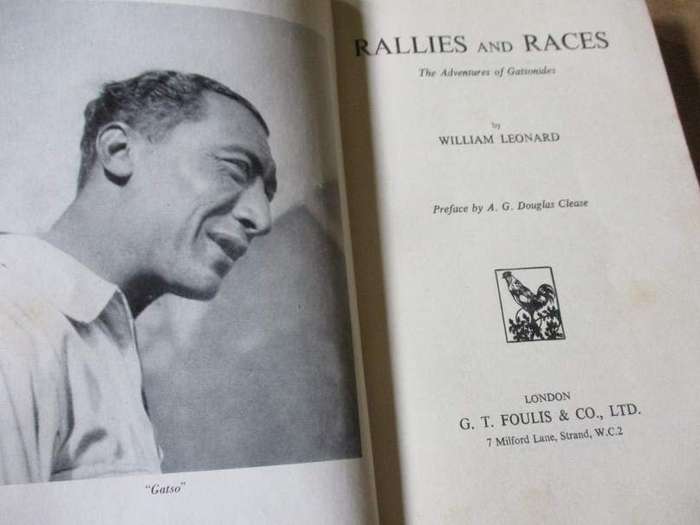 "Gatso"
RALLIES AND RACES
The Adventures of Gatsonides
by
WILLIAM LEONARD
Preface by A. G. Douglas Clease
LONDON
G. T. FOULIS & CO., LTD.
7 Milford Lane, Strand, W.C.2